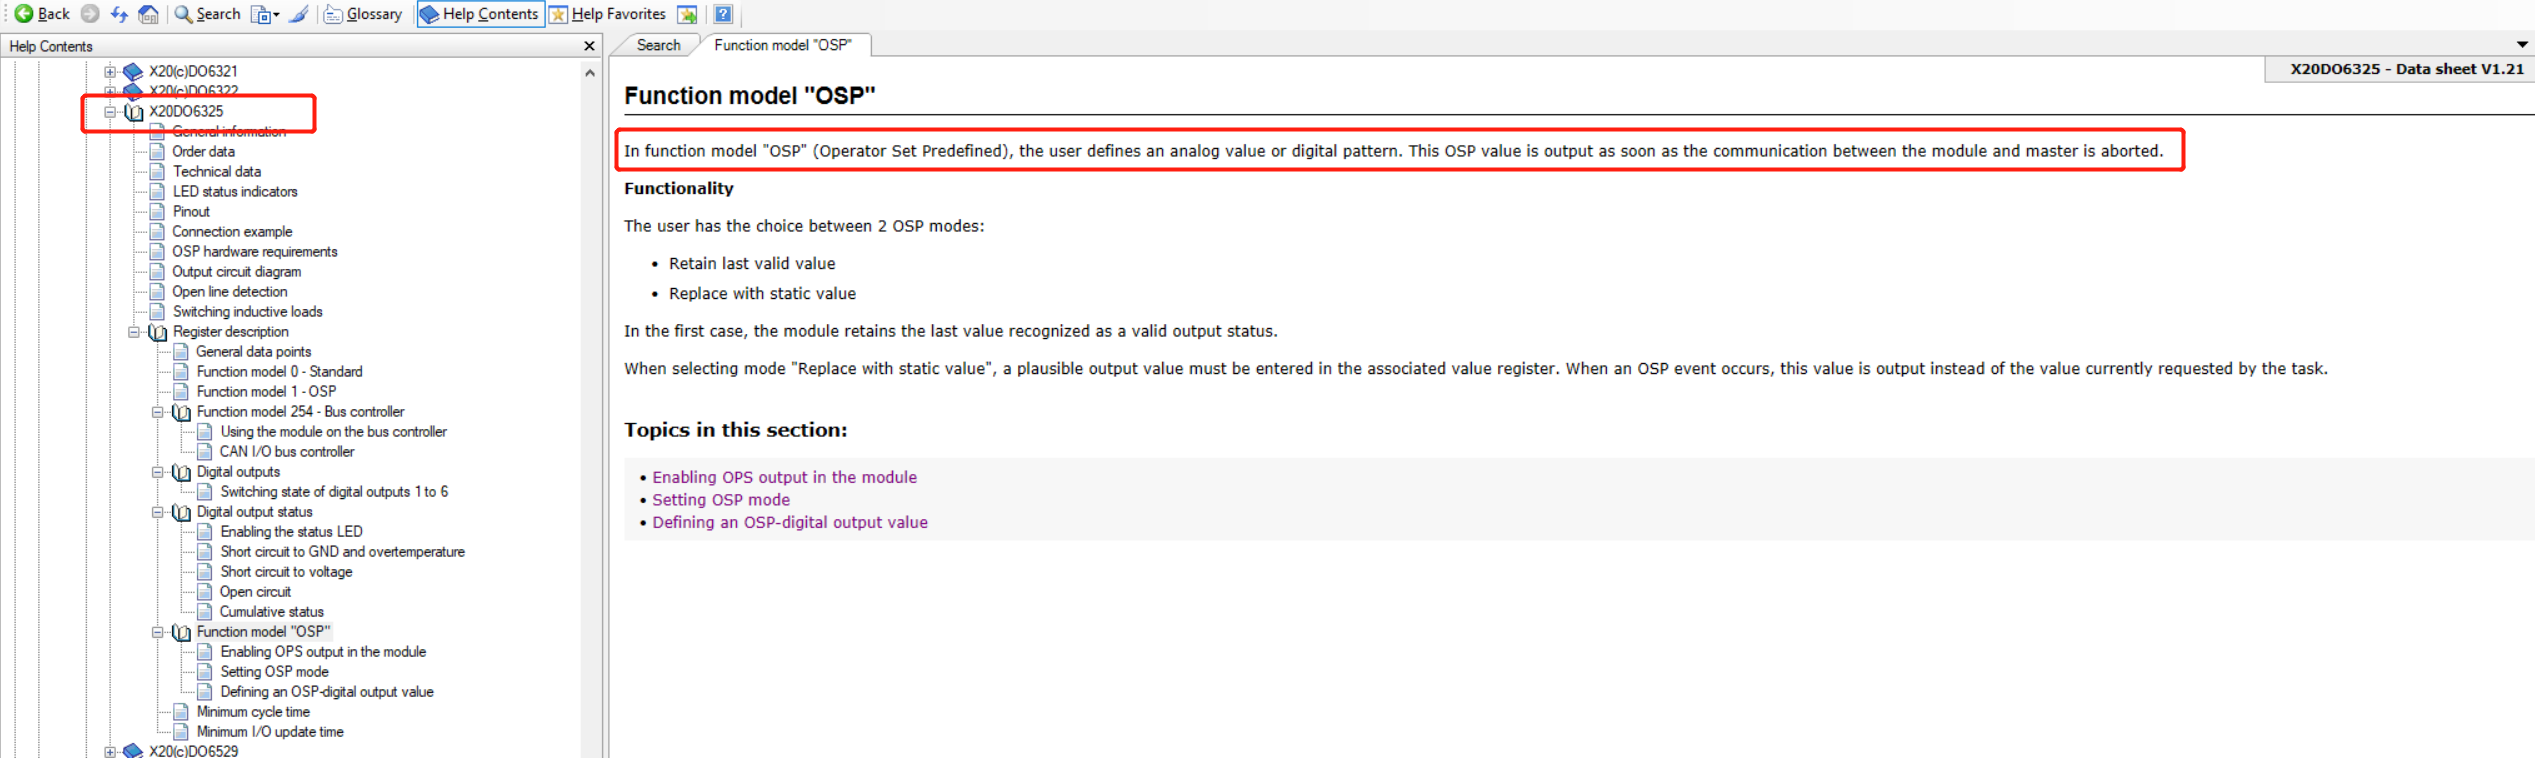 Back
Search
Glossary
Help Contents
Help Favorites
Help Contents
X20(c)DO6321
X20(c)DO6322
X20DO6325
General information
Order data
Technical data
LED status indicators
Pinout
Connection example
OSP hardware requirements
Output circuit diagram
Open line detection
Switching inductive loads
Register description
General data points
Function model 0 - Standard
Function model 1 - OSP
Function model 254 - Bus controller
Using the module on the bus controller
CAN I/O bus controller
Digital outputs
Switching state of digital outputs 1 to 6
Digital output status
Enabling the status LED
Short circuit to GND and overtemperature
Short circuit to voltage
Open circuit
Cumulative status
Function model "OSP"
Enabling OPS output in the module
Setting OSP mode
Defining an OSP-digital output value
Minimum cycle time
Minimum I/O update time
X20(c)DO6529
Search
Function model "OSP"
X20DO6325 - Data sheet V1.21
Function model "OSP"
In function model "OSP" (Operator Set Predefined), the user defines an analog value or digital pattern. This OSP value is output as soon as the communication between the module and master is aborted.
Functionality
The user has the choice between 2 OSP modes:
• Retain last valid value
• Replace with static value
In the first case, the module retains the last value recognized as a valid output status.
When selecting mode "Replace with static value", a plausible output value must be entered in the associated value register. When an OSP event occurs, this value is output instead of the value currently requested by the task.
Topics in this section:
• Enabling OPS output in the module
• Setting OSP mode
• Defining an OSP-digital output value